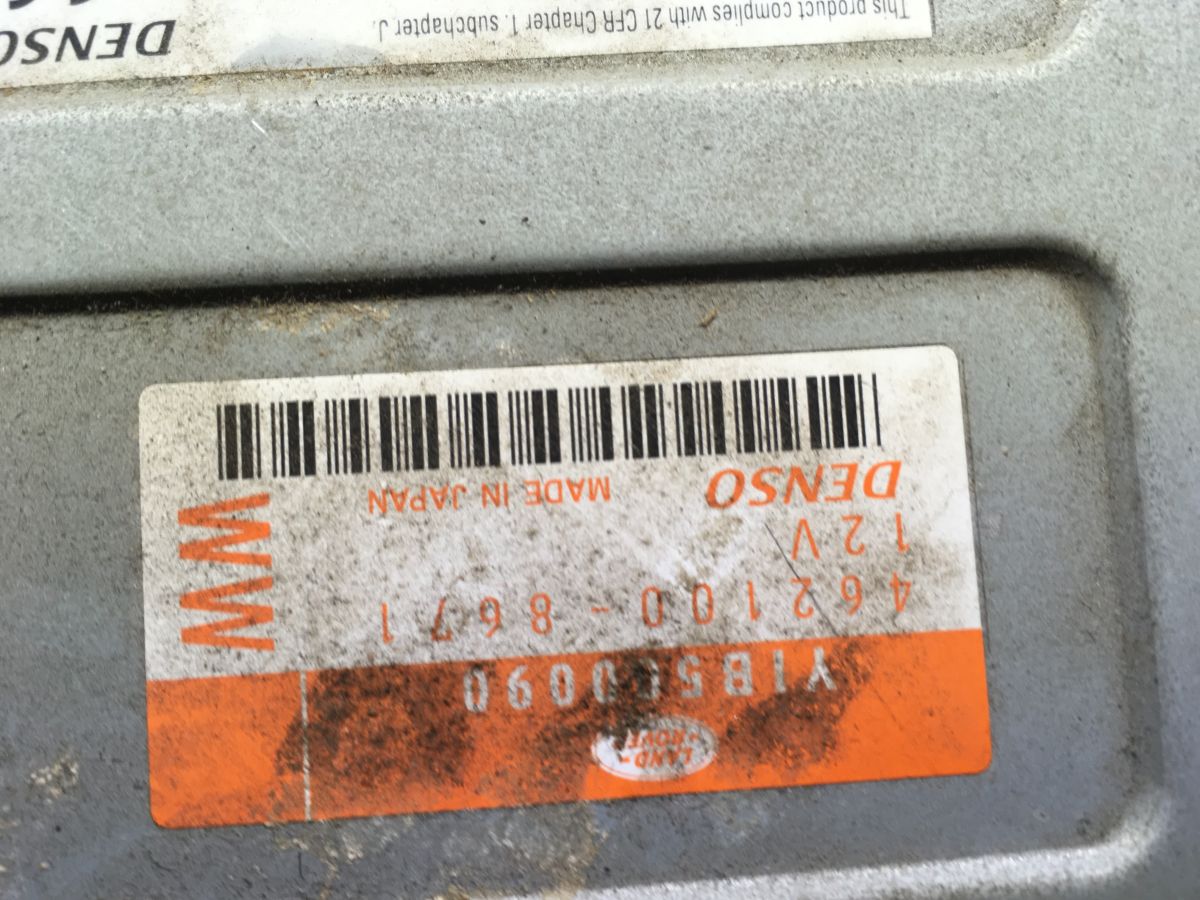 LAND-
ROVER
YIB500090
462100-8671
12V
DENSO MADE IN JAPAN
WW
This product complies with 21 CFR Chapter 1. subchapter J.
DENSO